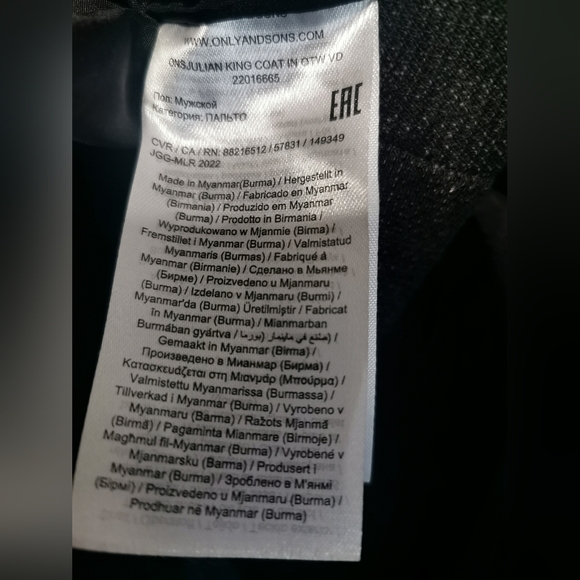 WWW.ONLYANDSONS.COM
ONSJULIAN KING COAT IN OTW VD
22016665
Пол: Мужской
Категория: ПАЛЬТО
EAC
CVR / CA / RN: 88216512 / 57831 / 149349
JGG-MLR 2022
Made in Myanmar(Burma) / Hergestellt in
Myanmar (Burma) / Fabricado en Myanmar
(Birmania) / Produzido em Myanmar
(Burma) / Prodotto in Birmania /
Wyprodukowano w Mjanmie (Birma) /
Fremstillet i Myanmar (Burma) / Valmistatud
Myanmaris (Burmas) / Fabriqué à
Myanmar (Birmanie) / Сделано в Мьянме
(Бирме) / Proizvedeno u Mjanmaru
(Burma) / Izdelano v Mjanmaru (Burmi) /
Myanmar'da (Burma) Üretilmiştir / Fabricat
în Myanmar (Burma) / Mianmarban
Burmában gyártva / (صنع في ماينمار (بورما /
Gemaakt in Myanmar (Birma) /
Произведено в Мианмар (Бирма) /
Κατασκευάζεται στη Μιανμάρ (Μπούρμα) /
Valmistettu Myanmarissa (Burmassa) /
Tillverkad i Myanmar (Burma) / Vyrobeno v
Myanmaru (Barma) / Ražots Mjanmā
(Birmā) / Pagaminta Mianmare (Birmoje) /
Magħmul fil-Myanmar (Burma) / Vyrobené v
Mjanmarsku (Barma) / Produsert i
Myanmar (Burma) / Зроблено в М'янмі
(Бірмі) / Proizvedeno u Mjanmaru (Burma) /
Prodhuar në Myanmar (Burma)